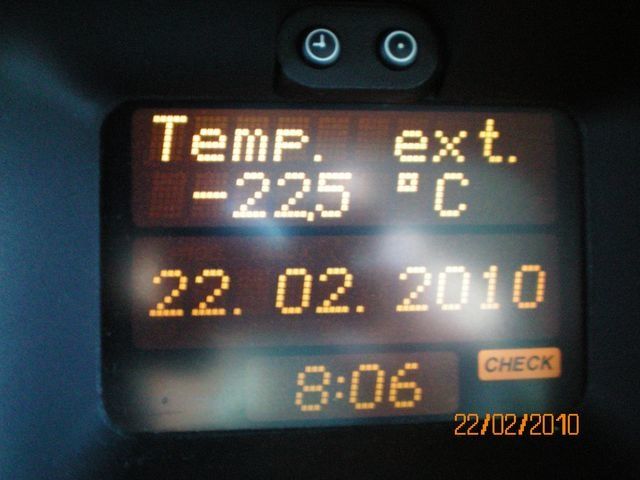 Temp. ext.
-22,5 °C
22. 02. 2010
8:06
CHECK
22/02/2010